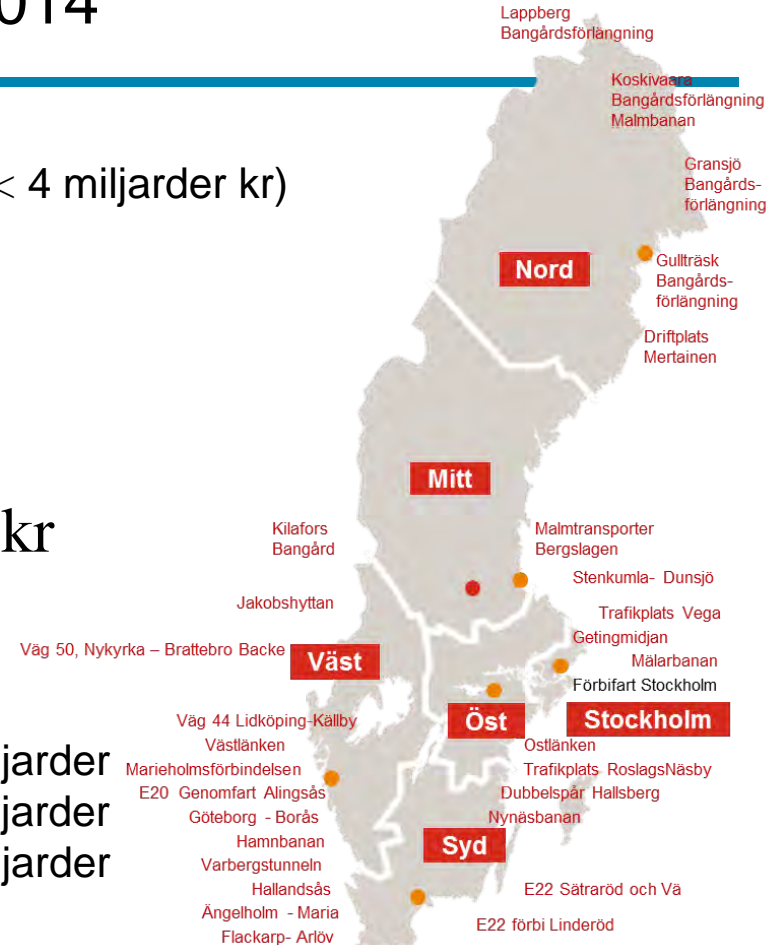 014
Lappberg
Bangårdsförlängning
Koskivaara
Bangårdsförlängning
Malmbanan
< 4 miljarder kr)
Gransjö
Bangårds-
förlängning
Nord
Gullträsk
Bangårds-
förlängning
Driftplats
Mertainen
Mitt
kr
Kilafors
Bangård
Malmtransporter
Bergslagen
Stenkumla- Dunsjö
Jakobshyttan
Trafikplats Vega
Getingmidjan
Väg 50, Nykyrka – Brattebro Backe
Väst
Mälarbanan
Förbifart Stockholm
Öst
Stockholm
Väg 44 Lidköping-Källby
Västlänken
Ostlänken
jarder
Marieholmsförbindelsen
Trafikplats RoslagsNäsby
E20 Genomfart Alingsås
Dubbelspår Hallsberg
jarder
Göteborg - Borås
Nynäsbanan
Hamnbanan
Syd
jarder
Varbergstunneln
Hallandsås
E22 Sätraröd och Vä
Ängelholm - Maria
E22 förbi Linderöd
Flackarp- Arlöv